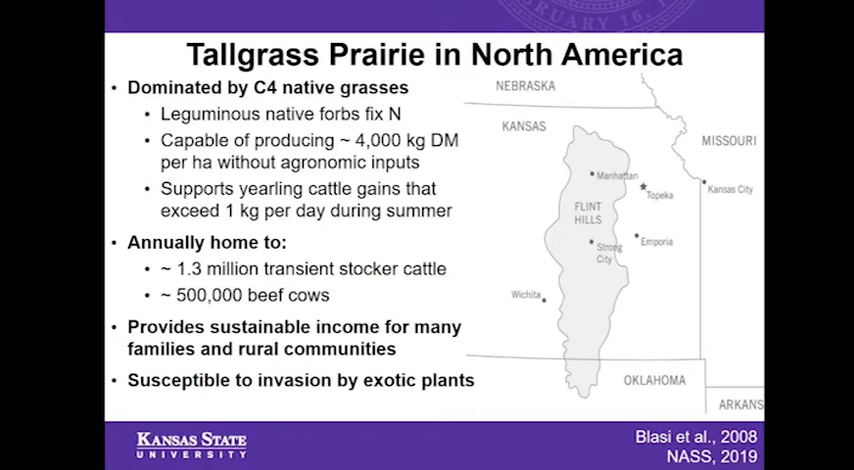 FEBRUARY 16, 1
Tallgrass Prairie in North America
• Dominated by C4 native grasses
• Leguminous native forbs fix N
• Capable of producing ~ 4,000 kg DM
per ha without agronomic inputs
• Supports yearling cattle gains that
exceed 1 kg per day during summer
• Annually home to:
• ~ 1.3 million transient stocker cattle
• ~ 500,000 beef cows
• Provides sustainable income for many
families and rural communities
• Susceptible to invasion by exotic plants
NEBRASKA
KANSAS
MISSOURI
Manhattan
Topeka
Kansas City
FLINT
HILLS
Strong
City
Emporia
Wichita
OKLAHOMA
ARKANS
KANSAS STATE
UNIVERSITY
Blasi et al., 2008
NASS, 2019